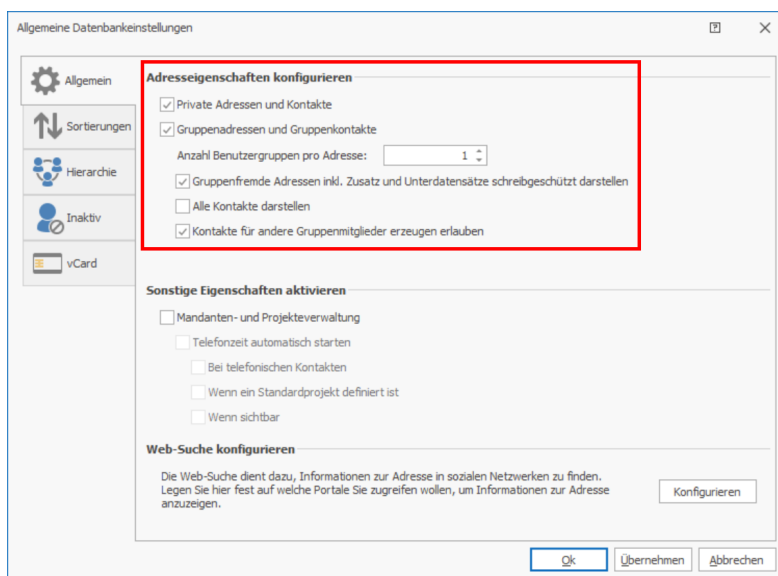 Allgemeine Datenbankeinstellungen
Allgemein
Sortierungen
Hierarchie
Inaktiv
vCard
Adresseigenschaften konfigurieren
Private Adressen und Kontakte
Gruppenadressen und Gruppenkontakte
Anzahl Benutzergruppen pro Adresse: 1
Gruppenfremde Adressen inkl. Zusatz und Unterdatensätze schreibgeschützt darstellen
Alle Kontakte darstellen
Kontakte für andere Gruppenmitglieder erzeugen erlauben
Sonstige Eigenschaften aktivieren
Mandanten- und Projekteverwaltung
Telefonzeit automatisch starten
Bei telefonischen Kontakten
Wenn ein Standardprojekt definiert ist
Wenn sichtbar
Web-Suche konfigurieren
Die Web-Suche dient dazu, Informationen zur Adresse in sozialen Netzwerken zu finden.
Legen Sie hier fest auf welche Portale Sie zugreifen wollen, um Informationen zur Adresse
anzuzeigen.
Konfigurieren
Ok Übernehmen Abbrechen